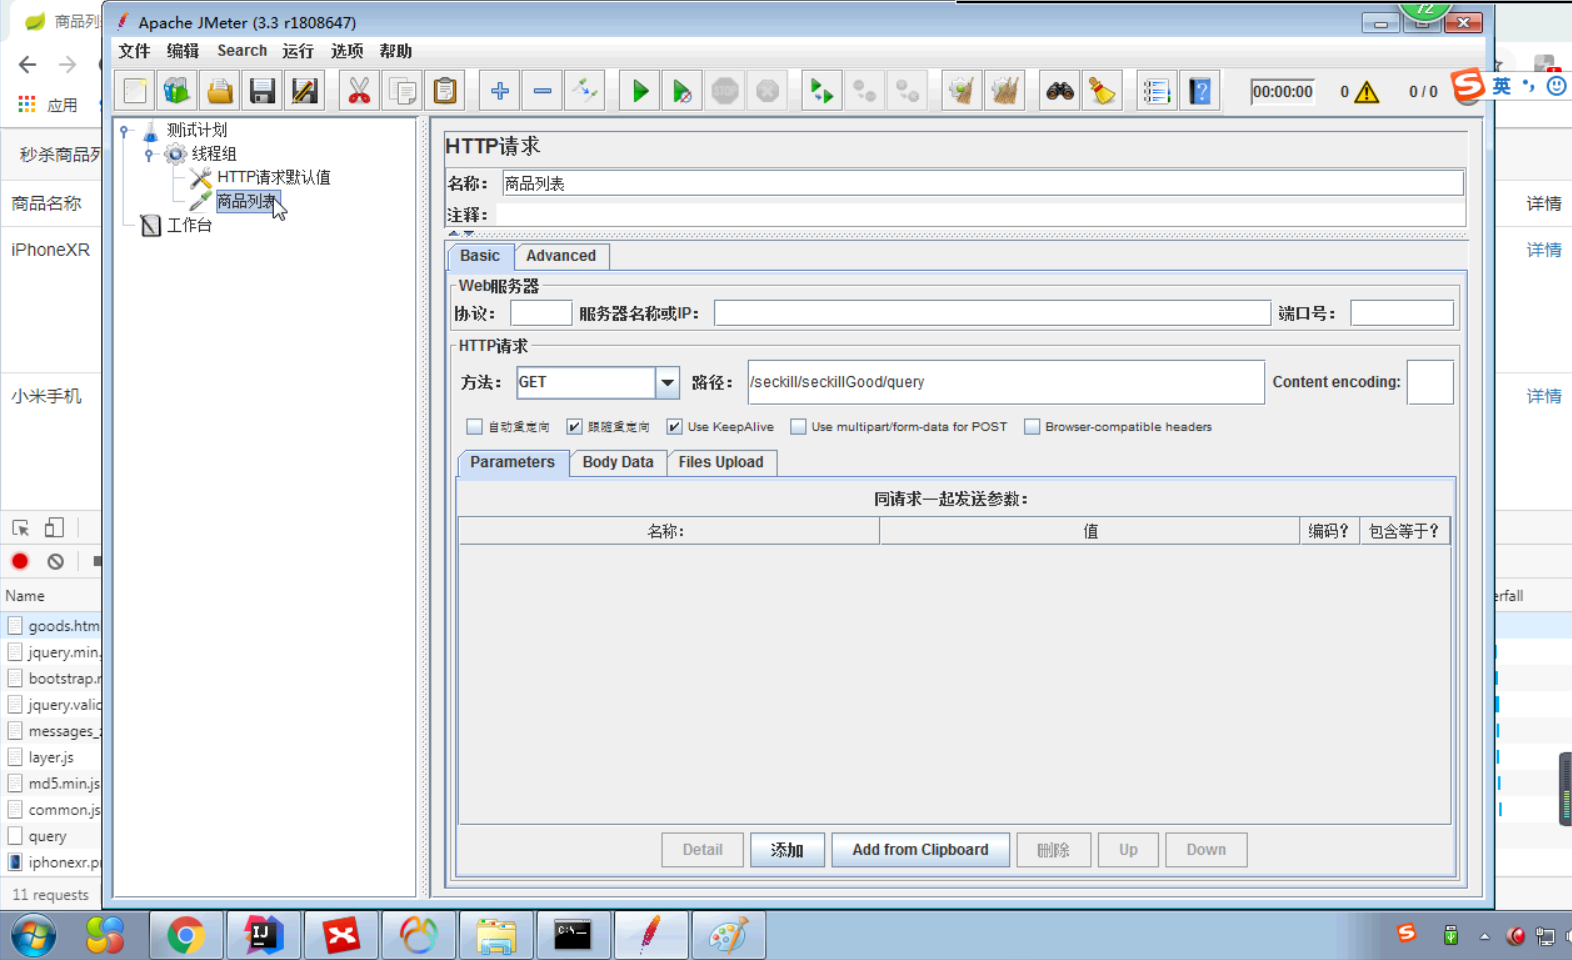 商品列
Apache JMeter (3.3 r1808647)
72
文件 编辑 Search 运行 选项 帮助
STOP
00:00:00 0 0 / 0
英
应用
测试计划
线程组
HTTP请求默认值
商品列表
工作台
秒杀商品列
商品名称
详情
iPhoneXR
详情
小米手机
详情
HTTP请求
名称： 商品列表
注释：
Basic Advanced
Web服务器
协议： 服务器名称或IP： 端口号：
HTTP请求
方法： GET 路径： /seckill/seckillGood/query Content encoding:
自动重定向 跟随重定向 Use KeepAlive Use multipart/form-data for POST Browser-compatible headers
Parameters Body Data Files Upload
同请求一起发送参数：
名称: 值 编码? 包含等于?
Detail 添加 Add from Clipboard 删除 Up Down
Name
erfall
goods.htm
jquery.min.
bootstrap.r
jquery.valid
messages_z
layer.js
md5.min.js
common.js
query
iphonexr.p
11 requests
C:\